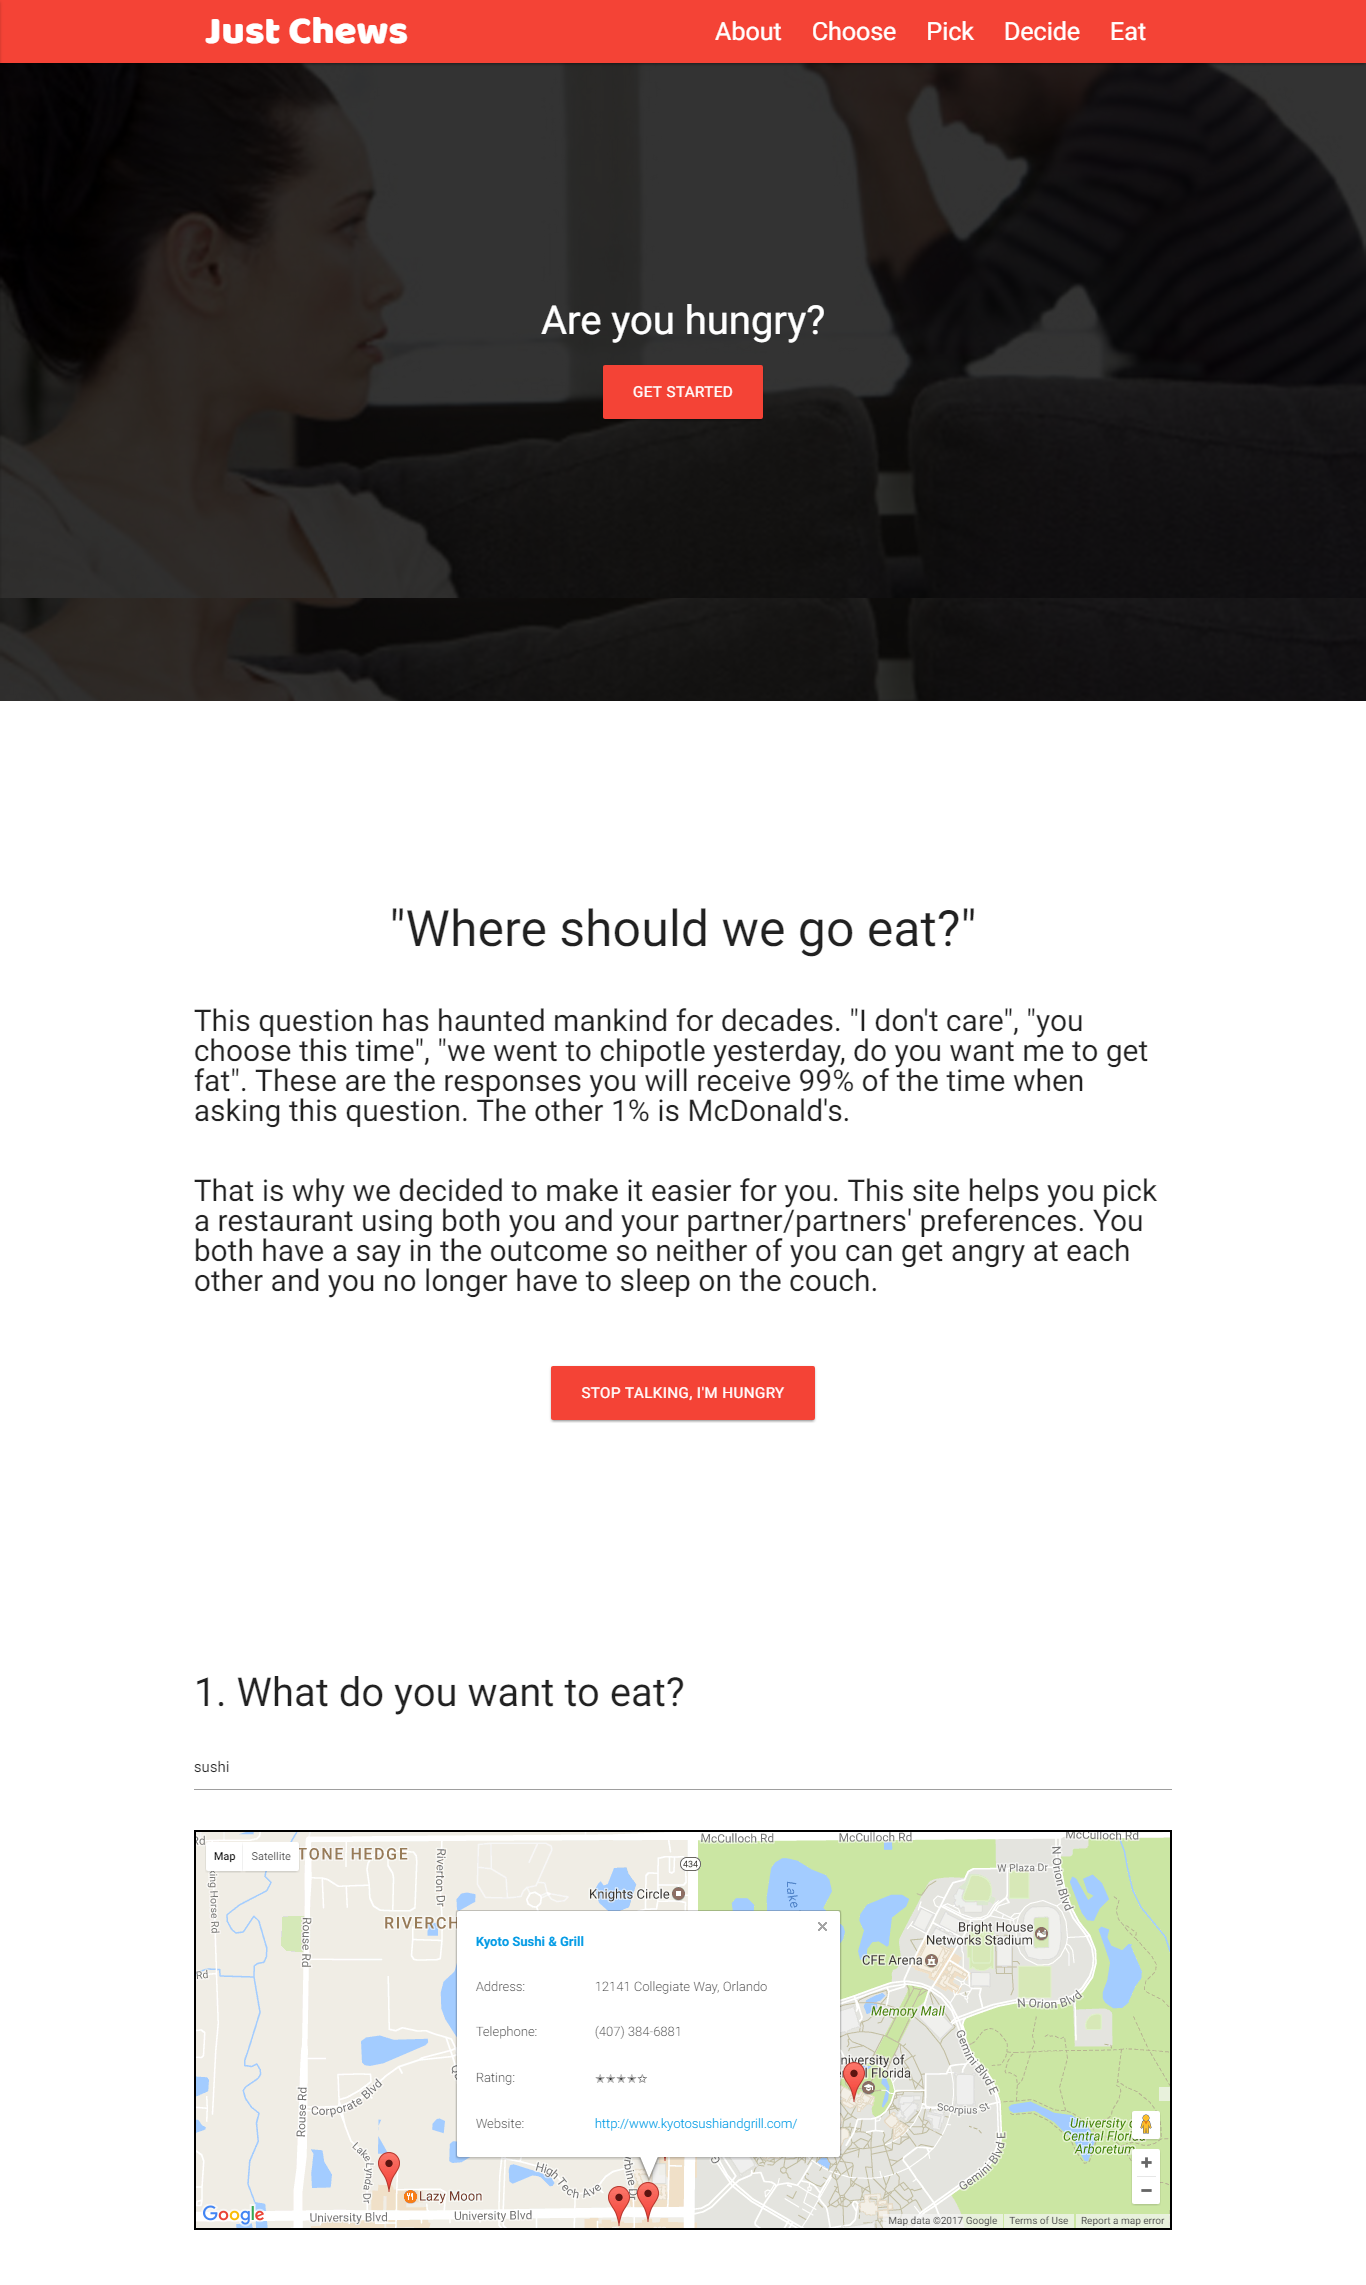 Just Chews
About Choose Pick Decide Eat
Are you hungry?
GET STARTED
"Where should we go eat?"
This question has haunted mankind for decades. "I don't care", "you
choose this time", "we went to chipotle yesterday, do you want me to get
fat". These are the responses you will receive 99% of the time when
asking this question. The other 1% is McDonald's.
That is why we decided to make it easier for you. This site helps you pick
a restaurant using both you and your partner/partners' preferences. You
both have a say in the outcome so neither of you can get angry at each
other and you no longer have to sleep on the couch.
STOP TALKING, I'M HUNGRY
1. What do you want to eat?
sushi
McCulloch Rd
McCulloch Rd
McCulloch Rd
Map Satellite
TONE HEDGE
Riverton Dr
434
Knights Circle
Lake
W Plaza Dr
N Orion Blvd
ing Horse Rd
Rouse Rd
RIVERCH
Bright House
Networks Stadium
CFE Arena
N Orion Blvd
Memory Mall
Gemini Blvd E
Kyoto Sushi & Grill
Address: 12141 Collegiate Way, Orlando
Telephone: (407) 384-6881
Rating: ★★★★☆
Website: http://www.kyotosushiandgrill.com/
Rd
niversity of
l Florida
Scorpius St
University
Central Florid
Arboretum
Gemini Blvd E
Rouse Rd
Corporate Blvd
Lake Lynda Dr
Lazy Moon
High Tech Ave
rbine Dr
Google
University Blvd
University Blvd
+
−
Map data ©2017 Google Terms of Use Report a map error